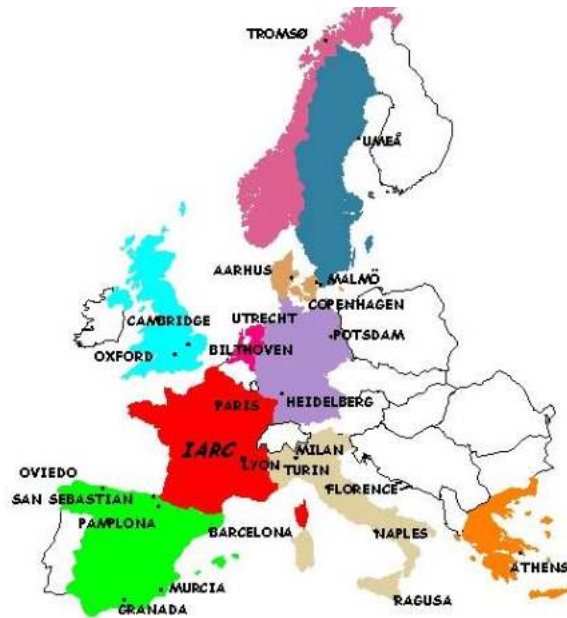 TROMSØ
UMEÅ
AARHUS
MALMÖ
COPENHAGEN
CAMBRIDGE
UTRECHT
POTSDAM
OXFORD
BILTHOVEN
PARIS
HEIDELBERG
IARC
LYON
MILAN
TURIN
OVIEDO
FLORENCE
SAN SEBASTIAN
PAMPLONA
BARCELONA
NAPLES
ATHENS
MURCIA
GRANADA
RAGUSA